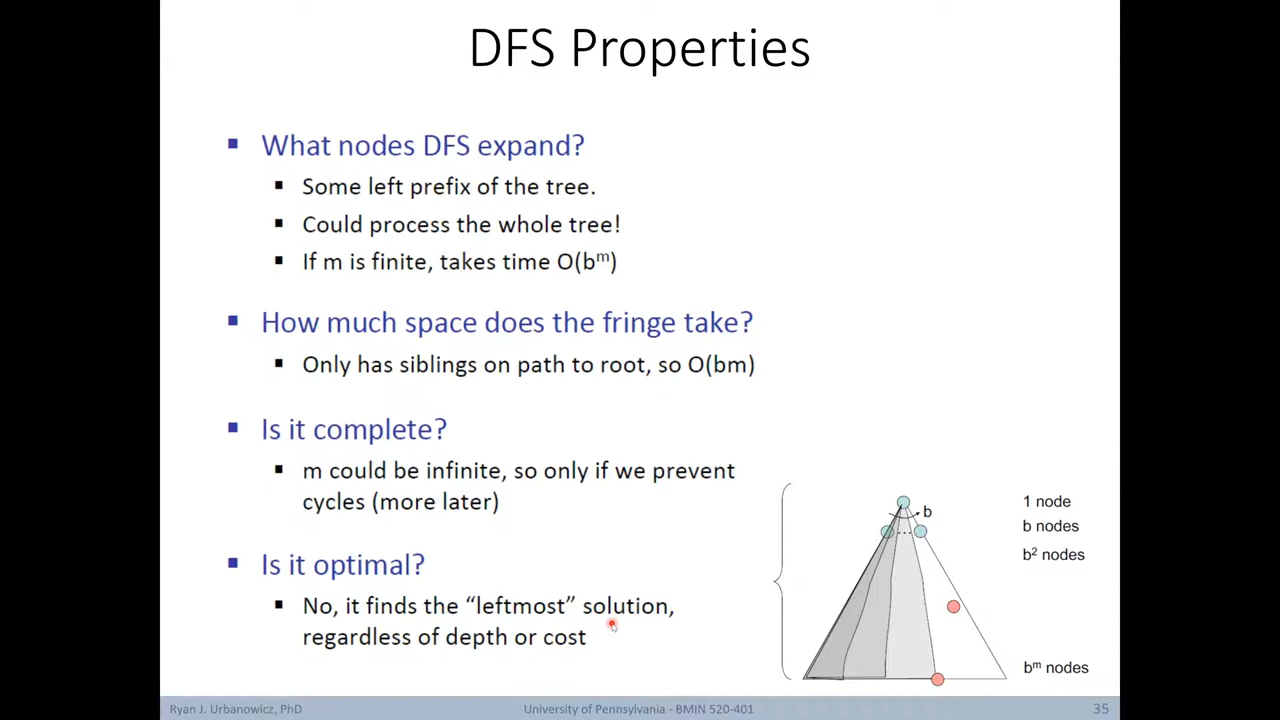 DFS Properties
▪ What nodes DFS expand?
▪ Some left prefix of the tree.
▪ Could process the whole tree!
▪ If m is finite, takes time O(bᵐ)
▪ How much space does the fringe take?
▪ Only has siblings on path to root, so O(bm)
▪ Is it complete?
▪ m could be infinite, so only if we prevent
cycles (more later)
▪ Is it optimal?
▪ No, it finds the “leftmost” solution,
regardless of depth or cost
b
...
1 node
b nodes
b² nodes
bᵐ nodes
Ryan J. Urbanowicz, PhD
University of Pennsylvania - BMIN 520-401
35